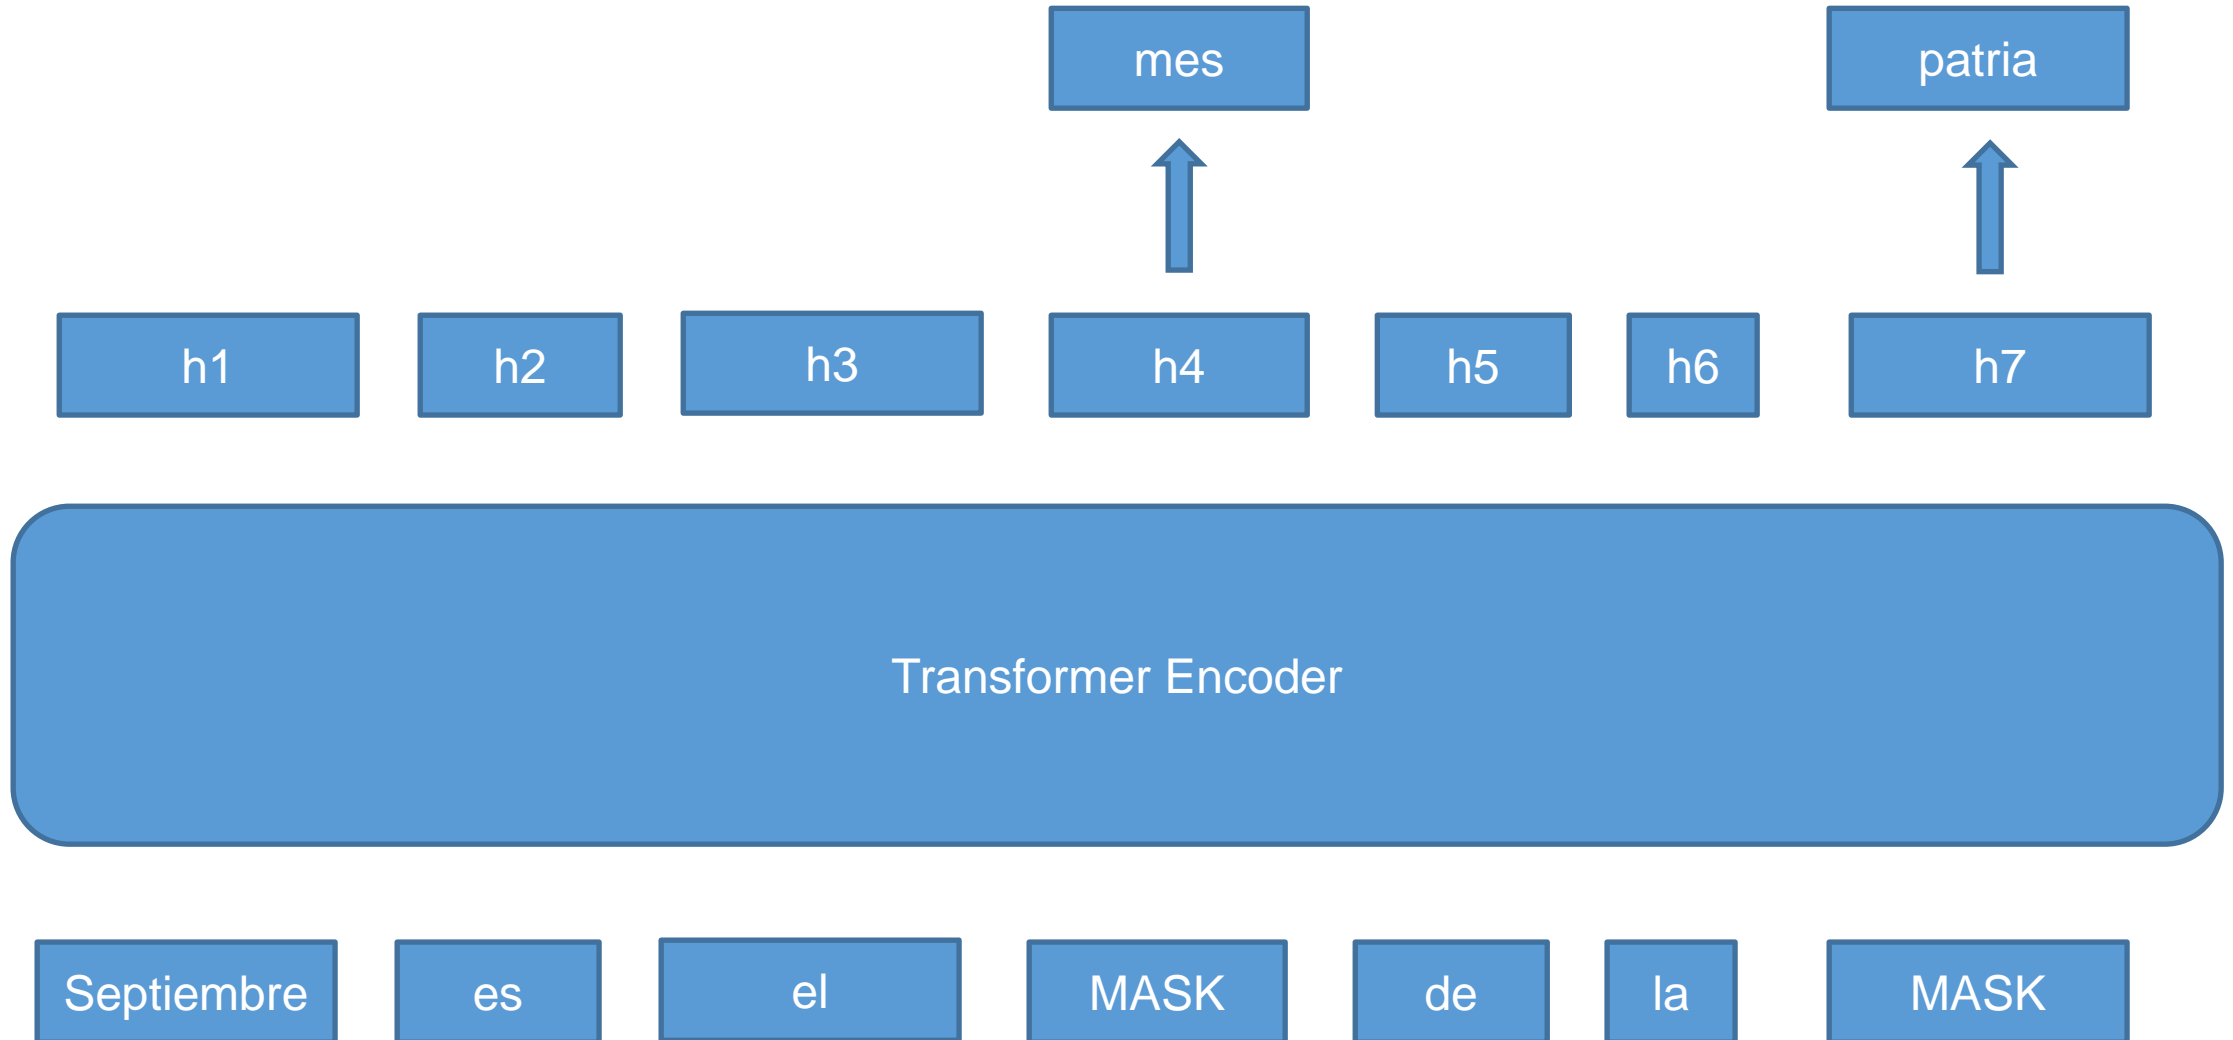 mes patria
h1 h2 h3 h4 h5 h6 h7
Transformer Encoder
Septiembre es el MASK de la MASK